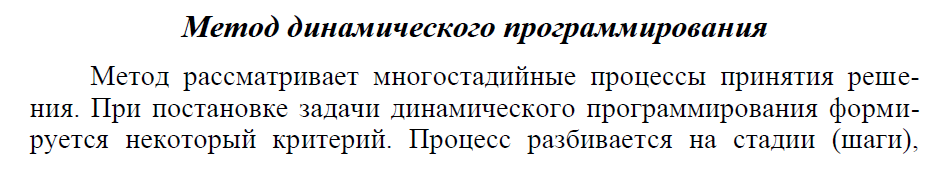 Метод динамического программирования
Метод рассматривает многостадийные процессы принятия реше-
ния. При постановке задачи динамического программирования форми-
руется некоторый критерий. Процесс разбивается на стадии (шаги),